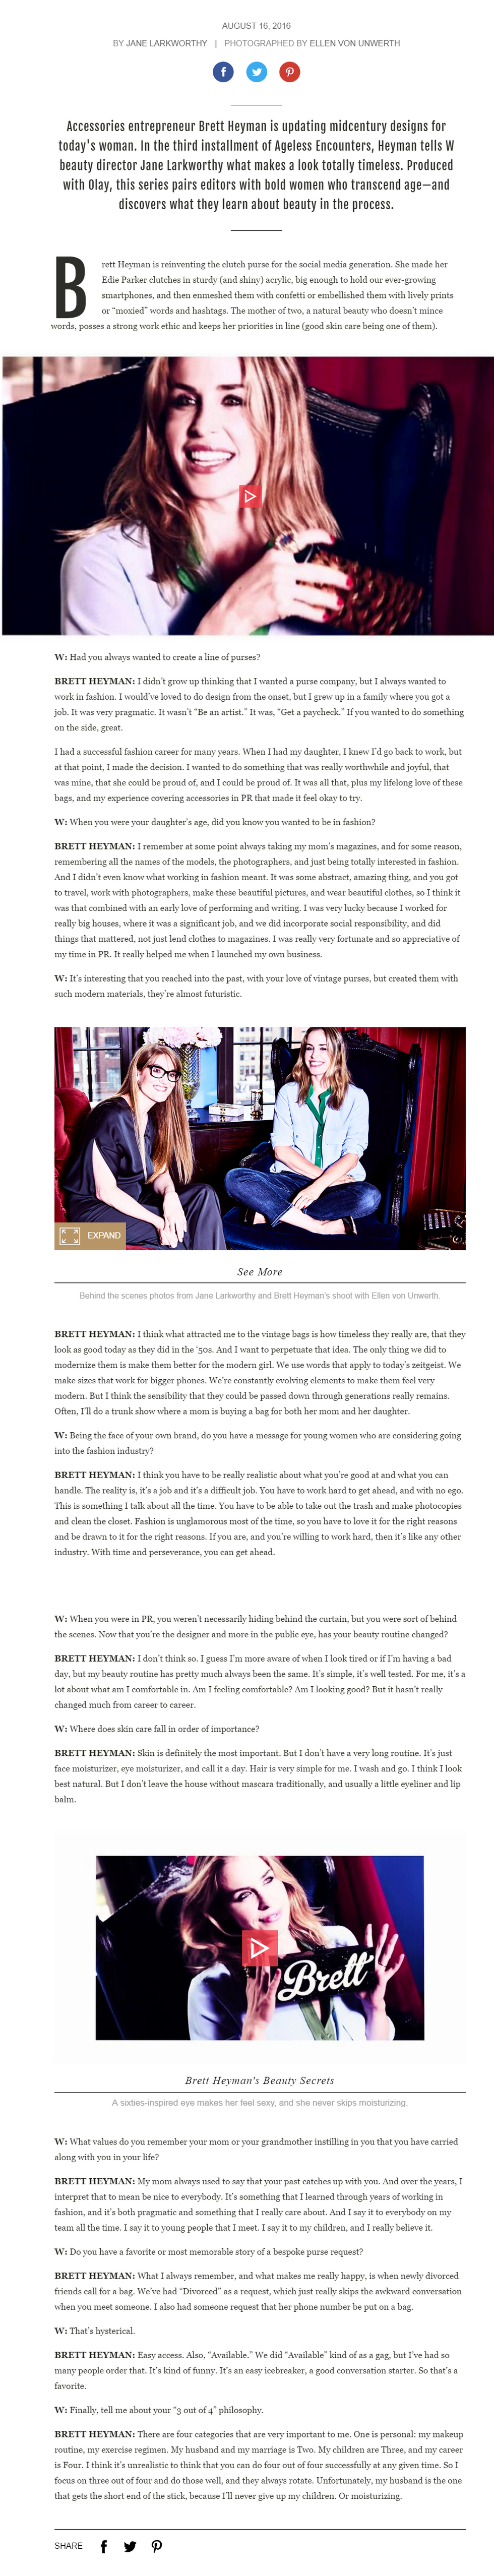 AUGUST 16, 2016
BY JANE LARKWORTHY | PHOTOGRAPHED BY ELLEN VON UNWERTH
Accessories entrepreneur Brett Heyman is updating midcentury designs for
today's woman. In the third installment of Ageless Encounters, Heyman tells W
beauty director Jane Larkworthy what makes a look totally timeless. Produced
with Olay, this series pairs editors with bold women who transcend age—and
discovers what they learn about beauty in the process.
Brett Heyman is reinventing the clutch purse for the social media generation. She made her
Edie Parker clutches in sturdy (and shiny) acrylic, big enough to hold our ever-growing
smartphones, and then enmeshed them with confetti or embellished them with lively prints
or “moxied” words and hashtags. The mother of two, a natural beauty who doesn’t mince
words, posses a strong work ethic and keeps her priorities in line (good skin care being one of them).
W: Had you always wanted to create a line of purses?
BRETT HEYMAN: I didn’t grow up thinking that I wanted a purse company, but I always wanted to
work in fashion. I would’ve loved to do design from the onset, but I grew up in a family where you got a
job. It was very pragmatic. It wasn’t “Be an artist.” It was, “Get a paycheck.” If you wanted to do something
on the side, great.
I had a successful fashion career for many years. When I had my daughter, I knew I’d go back to work, but
at that point, I made the decision. I wanted to do something that was really worthwhile and joyful, that
was mine, that she could be proud of, and I could be proud of. It was all that, plus my lifelong love of these
bags, and my experience covering accessories in PR that made it feel okay to try.
W: When you were your daughter’s age, did you know you wanted to be in fashion?
BRETT HEYMAN: I remember at some point always taking my mom’s magazines, and for some reason,
remembering all the names of the models, the photographers, and just being totally interested in fashion.
And I didn’t even know what working in fashion meant. It was some abstract, amazing thing, and you got
to travel, work with photographers, make these beautiful pictures, and wear beautiful clothes, so I think it
was that combined with an early love of performing and writing. I was very lucky because I worked for
really big houses, where it was a significant job, and we did incorporate social responsibility, and did
things that mattered, not just lend clothes to magazines. I was really very fortunate and so appreciative of
my time in PR. It really helped me when I launched my own business.
W: It’s interesting that you reached into the past, with your love of vintage purses, but created them with
such modern materials, they’re almost futuristic.
EXPAND
See More
Behind the scenes photos from Jane Larkworthy and Brett Heyman's shoot with Ellen von Unwerth.
BRETT HEYMAN: I think what attracted me to the vintage bags is how timeless they really are, that they
look as good today as they did in the ‘50s. And I want to perpetuate that idea. The only thing we did to
modernize them is make them better for the modern girl. We use words that apply to today’s zeitgeist. We
make sizes that work for bigger phones. We’re constantly evolving elements to make them feel very
modern. But I think the sensibility that they could be passed down through generations really remains.
Often, I’ll do a trunk show where a mom is buying a bag for both her mom and her daughter.
W: Being the face of your own brand, do you have a message for young women who are considering going
into the fashion industry?
BRETT HEYMAN: I think you have to be really realistic about what you’re good at and what you can
handle. The reality is, it’s a job and it’s a difficult job. You have to work hard to get ahead, and with no ego.
This is something I talk about all the time. You have to be able to take out the trash and make photocopies
and clean the closet. Fashion is unglamorous most of the time, so you have to love it for the right reasons
and be drawn to it for the right reasons. If you are, and you’re willing to work hard, then it’s like any other
industry. With time and perseverance, you can get ahead.
W: When you were in PR, you weren’t necessarily hiding behind the curtain, but you were sort of behind
the scenes. Now that you’re the designer and more in the public eye, has your beauty routine changed?
BRETT HEYMAN: I don’t think so. I guess I’m more aware of when I look tired or if I’m having a bad
day, but my beauty routine has pretty much always been the same. It’s simple, it’s well tested. For me, it’s a
lot about what am I comfortable in. Am I feeling comfortable? Am I looking good? But it hasn’t really
changed much from career to career.
W: Where does skin care fall in order of importance?
BRETT HEYMAN: Skin is definitely the most important. But I don’t have a very long routine. It’s just
face moisturizer, eye moisturizer, and call it a day. Hair is very simple for me. I wash and go. I think I look
best natural. But I don’t leave the house without mascara traditionally, and usually a little eyeliner and lip
balm.
Brett
Brett Heyman's Beauty Secrets
A sixties-inspired eye makes her feel sexy, and she never skips moisturizing.
W: What values do you remember your mom or your grandmother instilling in you that you have carried
along with you in your life?
BRETT HEYMAN: My mom always used to say that your past catches up with you. And over the years, I
interpret that to mean be nice to everybody. It’s something that I learned through years of working in
fashion, and it’s both pragmatic and something that I really care about. And I say it to everybody on my
team all the time. I say it to young people that I meet. I say it to my children, and I really believe it.
W: Do you have a favorite or most memorable story of a bespoke purse request?
BRETT HEYMAN: What I always remember, and what makes me really happy, is when newly divorced
friends call for a bag. We’ve had “Divorced” as a request, which just really skips the awkward conversation
when you meet someone. I also had someone request that her phone number be put on a bag.
W: That’s hysterical.
BRETT HEYMAN: Easy access. Also, “Available.” We did “Available” kind of as a gag, but I’ve had so
many people order that. It’s kind of funny. It’s an easy icebreaker, a good conversation starter. So that’s a
favorite.
W: Finally, tell me about your “3 out of 4” philosophy.
BRETT HEYMAN: There are four categories that are very important to me. One is personal: my makeup
routine, my exercise regimen. My husband and my marriage is Two. My children are Three, and my career
is Four. I think it’s unrealistic to think that you can do four out of four successfully at any given time. So I
focus on three out of four and do those well, and they always rotate. Unfortunately, my husband is the one
that gets the short end of the stick, because I’ll never give up my children. Or moisturizing.
SHARE